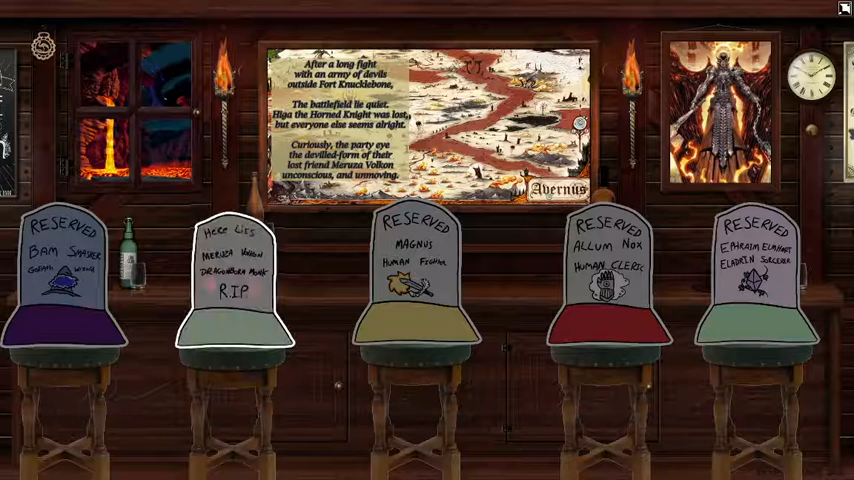 After a long fight
with an army of devils
outside Fort Knucklebone,
The battlefield lie quiet.
Higa the Horned Knight was lost,
but everyone else seems alright.
Curiously, the party eye
the devilled-form of their
lost friend Meruza Volkon
unconscious, and unmoving.
Avernus
RESERVED
BAM SMASHER
GOLIATH WITCH
HERE LIES
MERUZA VOLKON
DRAGONBORN MONK
R.I.P
RESERVED
MAGNUS
HUMAN FIGHTER
RESERVED
ALLUM NOX
HUMAN CLERIC
RESERVED
EPHRAIM ELMHART
ELADRIN SORCERER